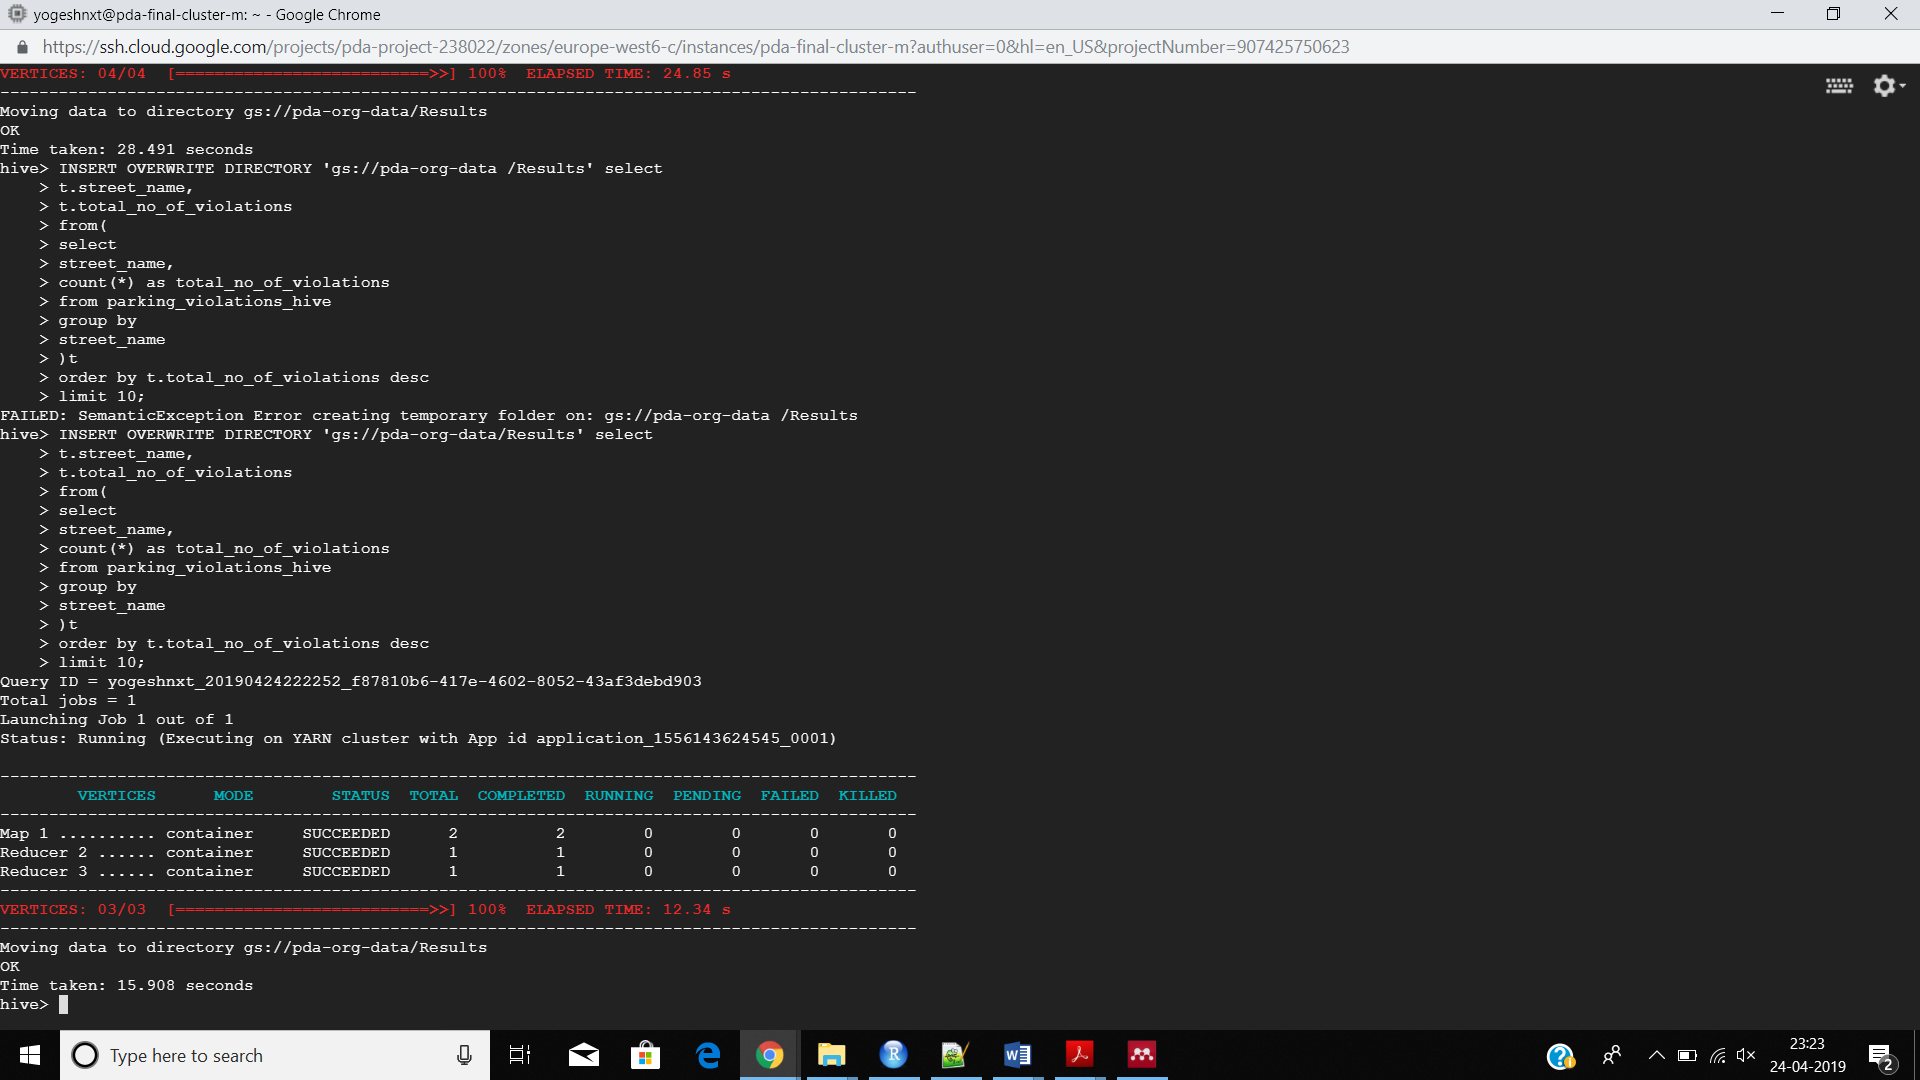 yogeshnxt@pda-final-cluster-m: ~ - Google Chrome
https://ssh.cloud.google.com/projects/pda-project-238022/zones/europe-west6-c/instances/pda-final-cluster-m?authuser=0&hl=en_US&projectNumber=907425750623
VERTICES: 04/04  [==========================>>] 100%  ELAPSED TIME: 24.85 s
----------------------------------------------------------------------------------------------
Moving data to directory gs://pda-org-data/Results
OK
Time taken: 28.491 seconds
hive> INSERT OVERWRITE DIRECTORY 'gs://pda-org-data /Results' select
    > t.street_name,
    > t.total_no_of_violations
    > from(
    > select
    > street_name,
    > count(*) as total_no_of_violations
    > from parking_violations_hive
    > group by
    > street_name
    > )t
    > order by t.total_no_of_violations desc
    > limit 10;
FAILED: SemanticException Error creating temporary folder on: gs://pda-org-data /Results
hive> INSERT OVERWRITE DIRECTORY 'gs://pda-org-data/Results' select
    > t.street_name,
    > t.total_no_of_violations
    > from(
    > select
    > street_name,
    > count(*) as total_no_of_violations
    > from parking_violations_hive
    > group by
    > street_name
    > )t
    > order by t.total_no_of_violations desc
    > limit 10;
Query ID = yogeshnxt_20190424222252_f87810b6-417e-4602-8052-43af3debd903
Total jobs = 1
Launching Job 1 out of 1
Status: Running (Executing on YARN cluster with App id application_1556143624545_0001)
----------------------------------------------------------------------------------------------
        VERTICES      MODE        STATUS  TOTAL  COMPLETED  RUNNING  PENDING  FAILED  KILLED
----------------------------------------------------------------------------------------------
Map 1 .......... container     SUCCEEDED      2          2        0        0       0       0
Reducer 2 ...... container     SUCCEEDED      1          1        0        0       0       0
Reducer 3 ...... container     SUCCEEDED      1          1        0        0       0       0
----------------------------------------------------------------------------------------------
VERTICES: 03/03  [==========================>>] 100%  ELAPSED TIME: 12.34 s
----------------------------------------------------------------------------------------------
Moving data to directory gs://pda-org-data/Results
OK
Time taken: 15.908 seconds
hive>
Type here to search
23:23
24-04-2019
2